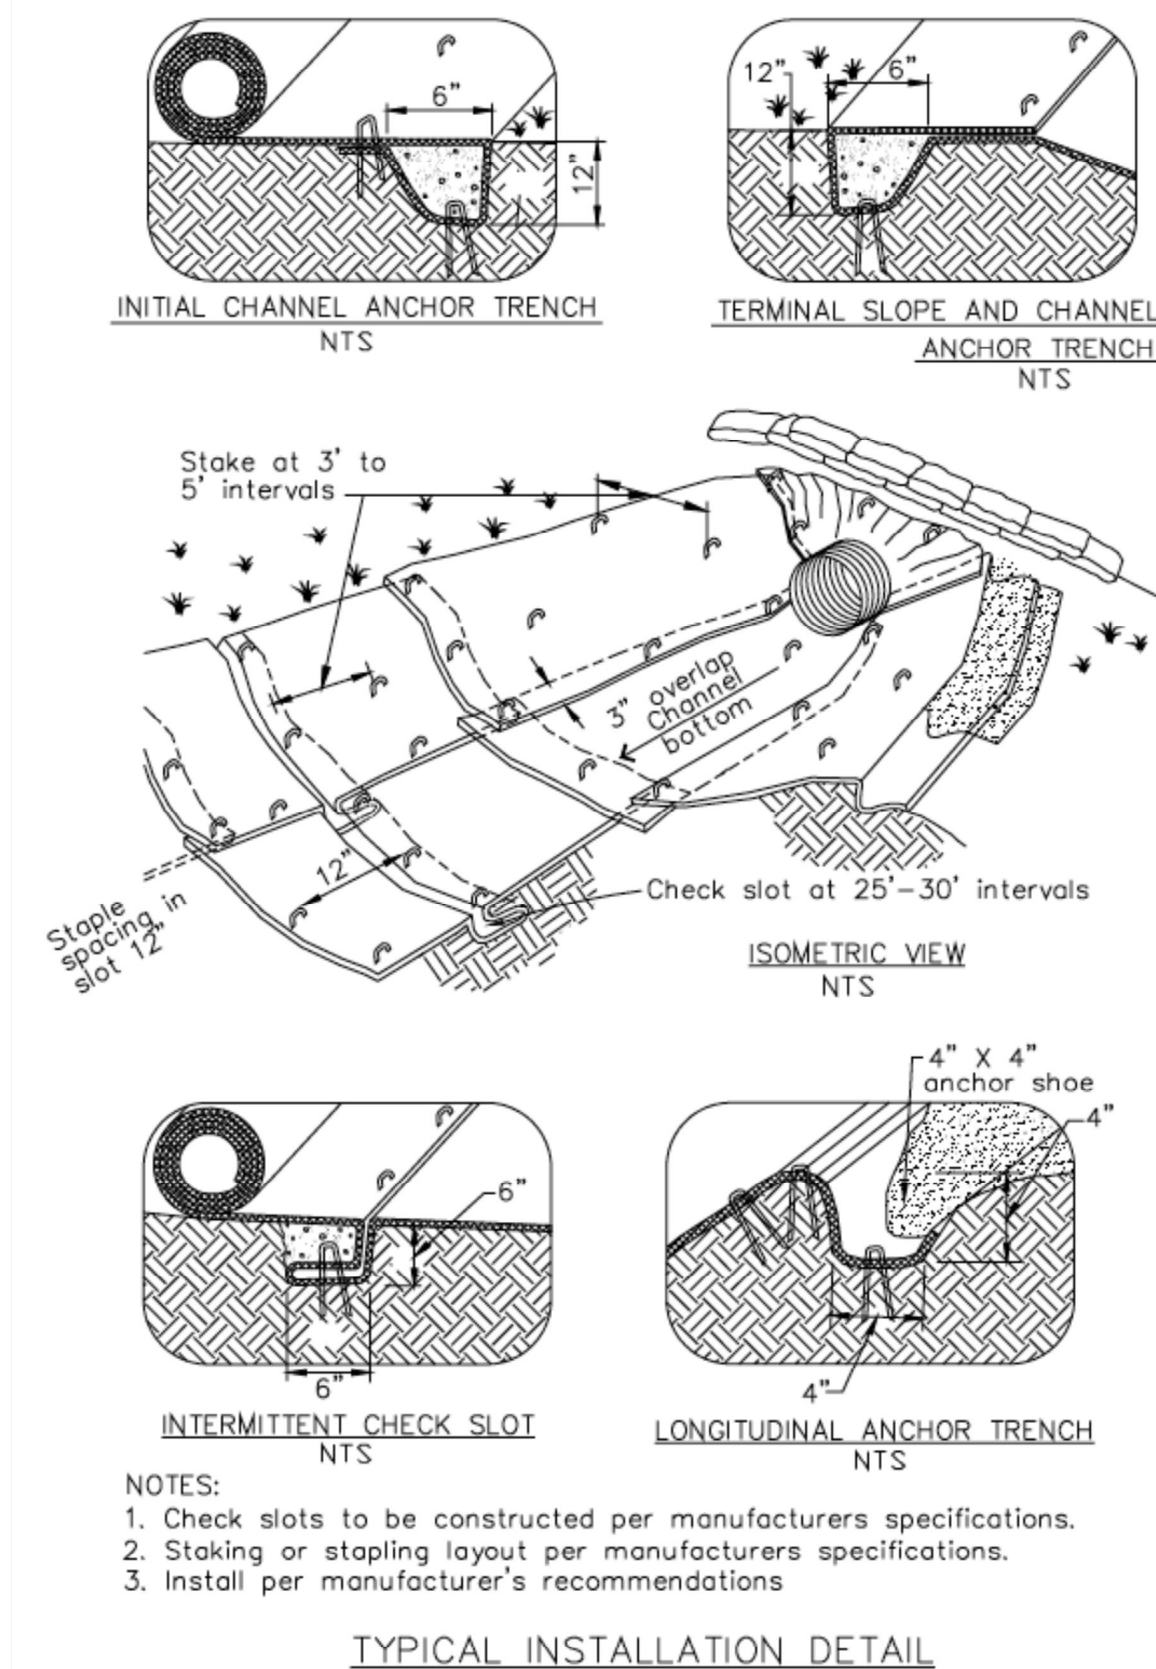 6"
12"
INITIAL CHANNEL ANCHOR TRENCH
NTS
12"
6"
TERMINAL SLOPE AND CHANNEL
ANCHOR TRENCH
NTS
Stake at 3' to
5' intervals
3" overlap
Channel
bottom
12"
Staple
spacing in
slot 12"
Check slot at 25'-30' intervals
ISOMETRIC VIEW
NTS
6"
6"
INTERMITTENT CHECK SLOT
NTS
4" X 4"
anchor shoe
4"
4"
LONGITUDINAL ANCHOR TRENCH
NTS
NOTES:
1. Check slots to be constructed per manufacturers specifications.
2. Staking or stapling layout per manufacturers specifications.
3. Install per manufacturer's recommendations
TYPICAL INSTALLATION DETAIL